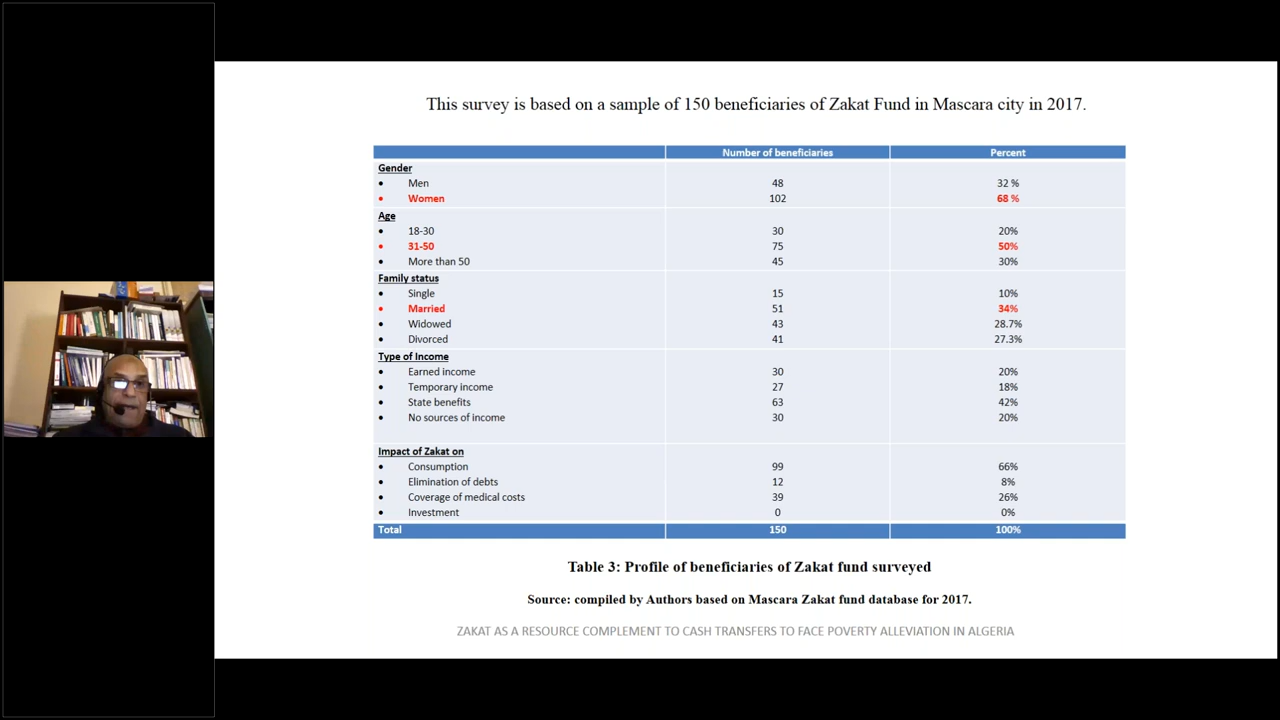 This survey is based on a sample of 150 beneficiaries of Zakat Fund in Mascara city in 2017.
Number of beneficiaries Percent
Gender
• Men 48 32 %
• Women 102 68 %
Age
• 18-30 30 20%
• 31-50 75 50%
• More than 50 45 30%
Family status
• Single 15 10%
• Married 51 34%
• Widowed 43 28.7%
• Divorced 41 27.3%
Type of Income
• Earned income 30 20%
• Temporary income 27 18%
• State benefits 63 42%
• No sources of income 30 20%
Impact of Zakat on
• Consumption 99 66%
• Elimination of debts 12 8%
• Coverage of medical costs 39 26%
• Investment 0 0%
Total 150 100%
Table 3: Profile of beneficiaries of Zakat fund surveyed
Source: compiled by Authors based on Mascara Zakat fund database for 2017.
ZAKAT AS A RESOURCE COMPLEMENT TO CASH TRANSFERS TO FACE POVERTY ALLEVIATION IN ALGERIA